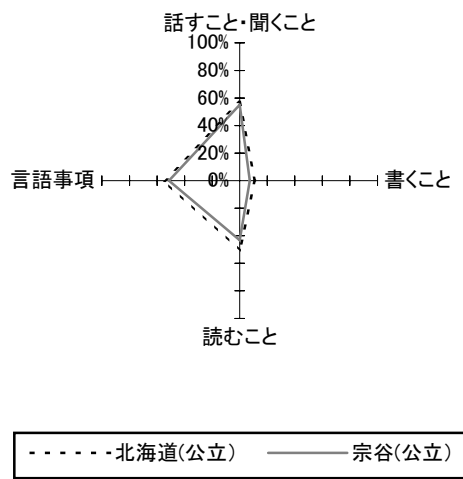 話すこと・聞くこと
100%
80%
60%
40%
20%
0%
言語事項
書くこと
読むこと
北海道(公立)
宗谷(公立)